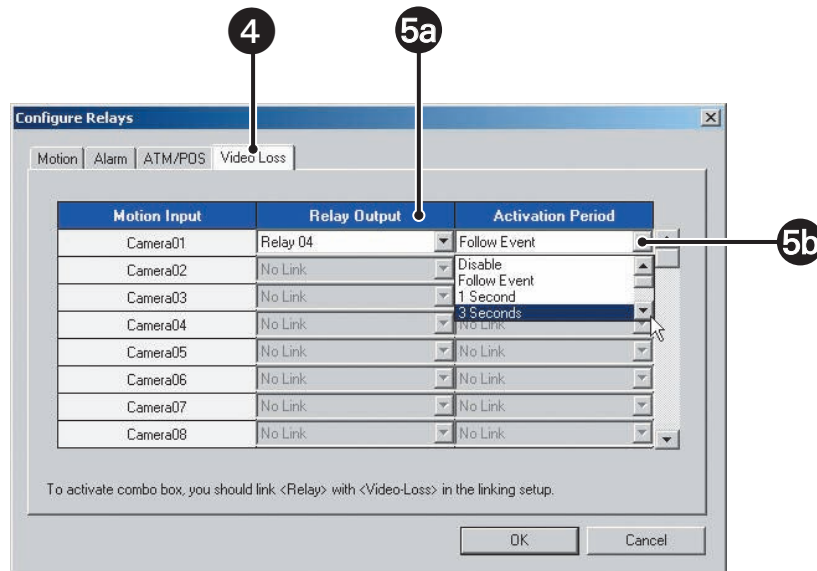 4
5a
Configure Relays
Motion
Alarm
ATM/POS
Video Loss
Motion Input
Relay Output
Activation Period
Camera01
Relay 04
Follow Event
5b
Camera02
No Link
Disable
Follow Event
Camera03
No Link
1 Second
3 Seconds
Camera04
No Link
No Link
Camera05
No Link
No Link
Camera06
No Link
No Link
Camera07
No Link
No Link
Camera08
No Link
No Link
To activate combo box, you should link <Relay> with <Video-Loss> in the linking setup.
OK
Cancel